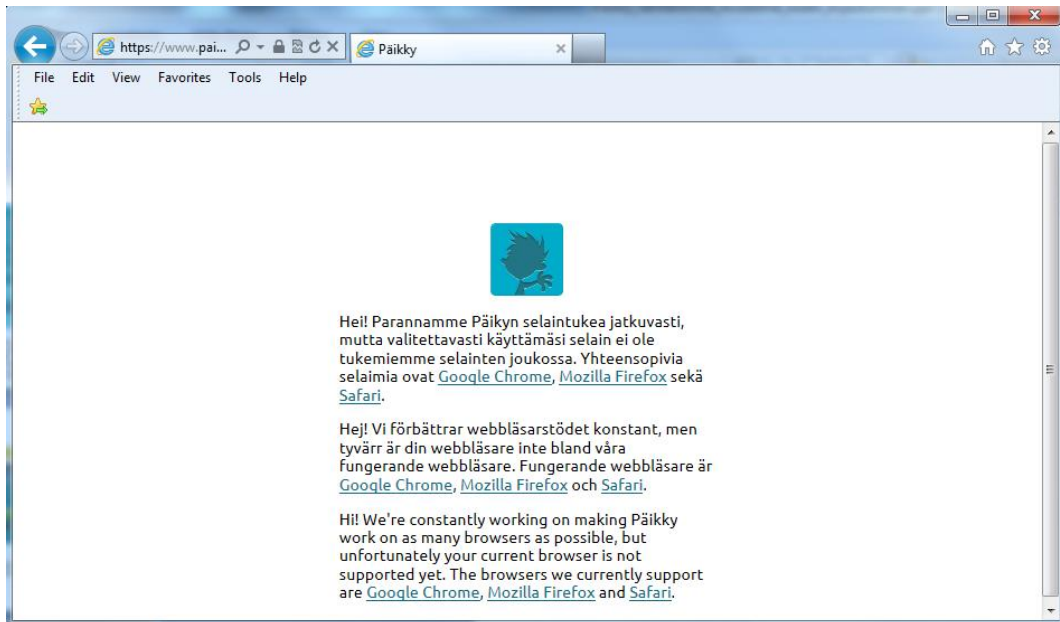 https://www.pai...
Päikky
File Edit View Favorites Tools Help
Hei! Parannamme Päikyn selaintukea jatkuvasti,
mutta valitettavasti käyttämäsi selain ei ole
tukemiemme selainten joukossa. Yhteensopivia
selaimia ovat Google Chrome, Mozilla Firefox sekä
Safari.
Hej! Vi förbättrar webbläsarstödet konstant, men
tyvärr är din webbläsare inte bland våra
fungerande webbläsare. Fungerande webbläsare är
Google Chrome, Mozilla Firefox och Safari.
Hi! We're constantly working on making Päikky
work on as many browsers as possible, but
unfortunately your current browser is not
supported yet. The browsers we currently support
are Google Chrome, Mozilla Firefox and Safari.